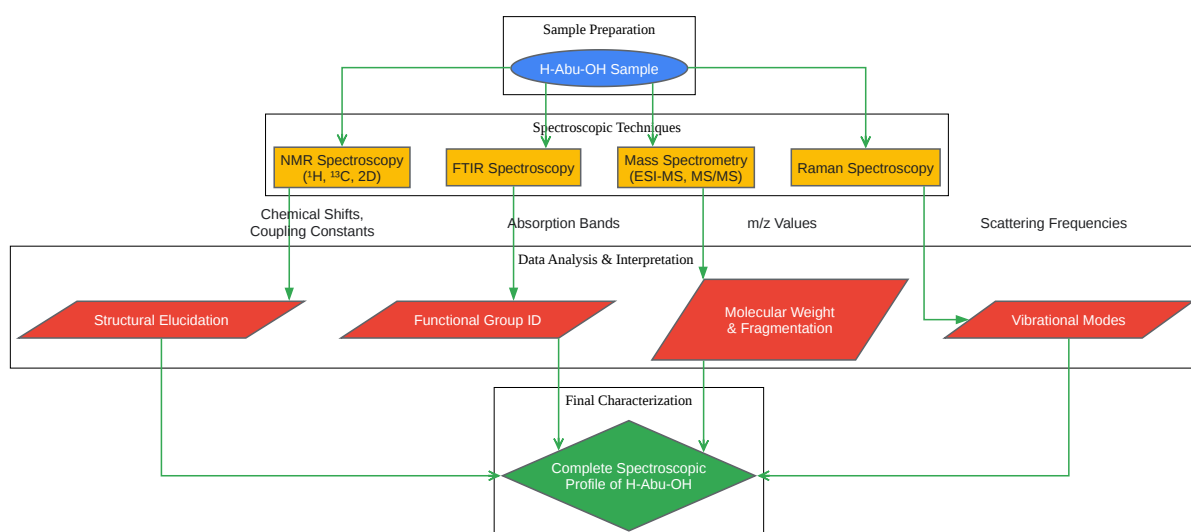 Sample Preparation
H-Abu-OH Sample
Spectroscopic Techniques
NMR Spectroscopy
(¹H, ¹³C, 2D)
FTIR Spectroscopy
Mass Spectrometry
(ESI-MS, MS/MS)
Raman Spectroscopy
Chemical Shifts,
Coupling Constants
Absorption Bands
m/z Values
Scattering Frequencies
Data Analysis & Interpretation
Structural Elucidation
Functional Group ID
Molecular Weight
& Fragmentation
Vibrational Modes
Final Characterization
Complete Spectroscopic
Profile of H-Abu-OH